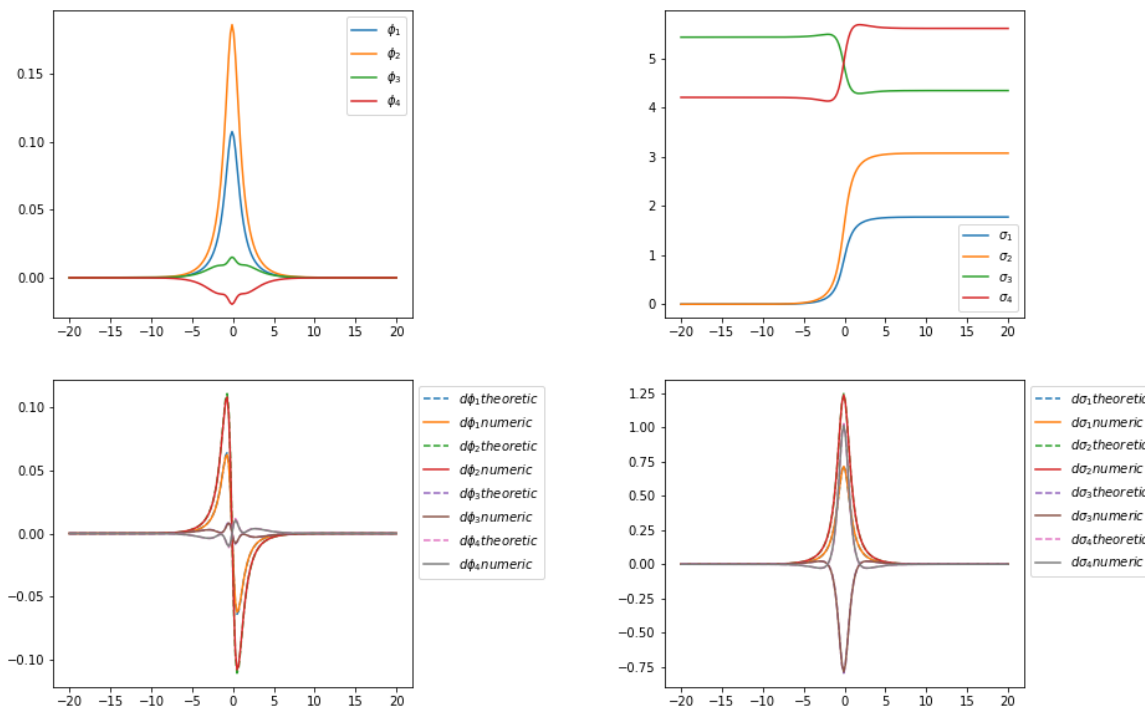 0.15
0.10
0.05
0.00
−20 −15 −10 −5 0 5 10 15 20
ϕ₁
ϕ₂
ϕ₃
ϕ₄
5
4
3
2
1
0
−20 −15 −10 −5 0 5 10 15 20
σ₁
σ₂
σ₃
σ₄
0.10
0.05
0.00
−0.05
−0.10
−20 −15 −10 −5 0 5 10 15 20
dϕ₁theoretic
dϕ₁numeric
dϕ₂theoretic
dϕ₂numeric
dϕ₃theoretic
dϕ₃numeric
dϕ₄theoretic
dϕ₄numeric
1.25
1.00
0.75
0.50
0.25
0.00
−0.25
−0.50
−0.75
−20 −15 −10 −5 0 5 10 15 20
dσ₁theoretic
dσ₁numeric
dσ₂theoretic
dσ₂numeric
dσ₃theoretic
dσ₃numeric
dσ₄theoretic
dσ₄numeric